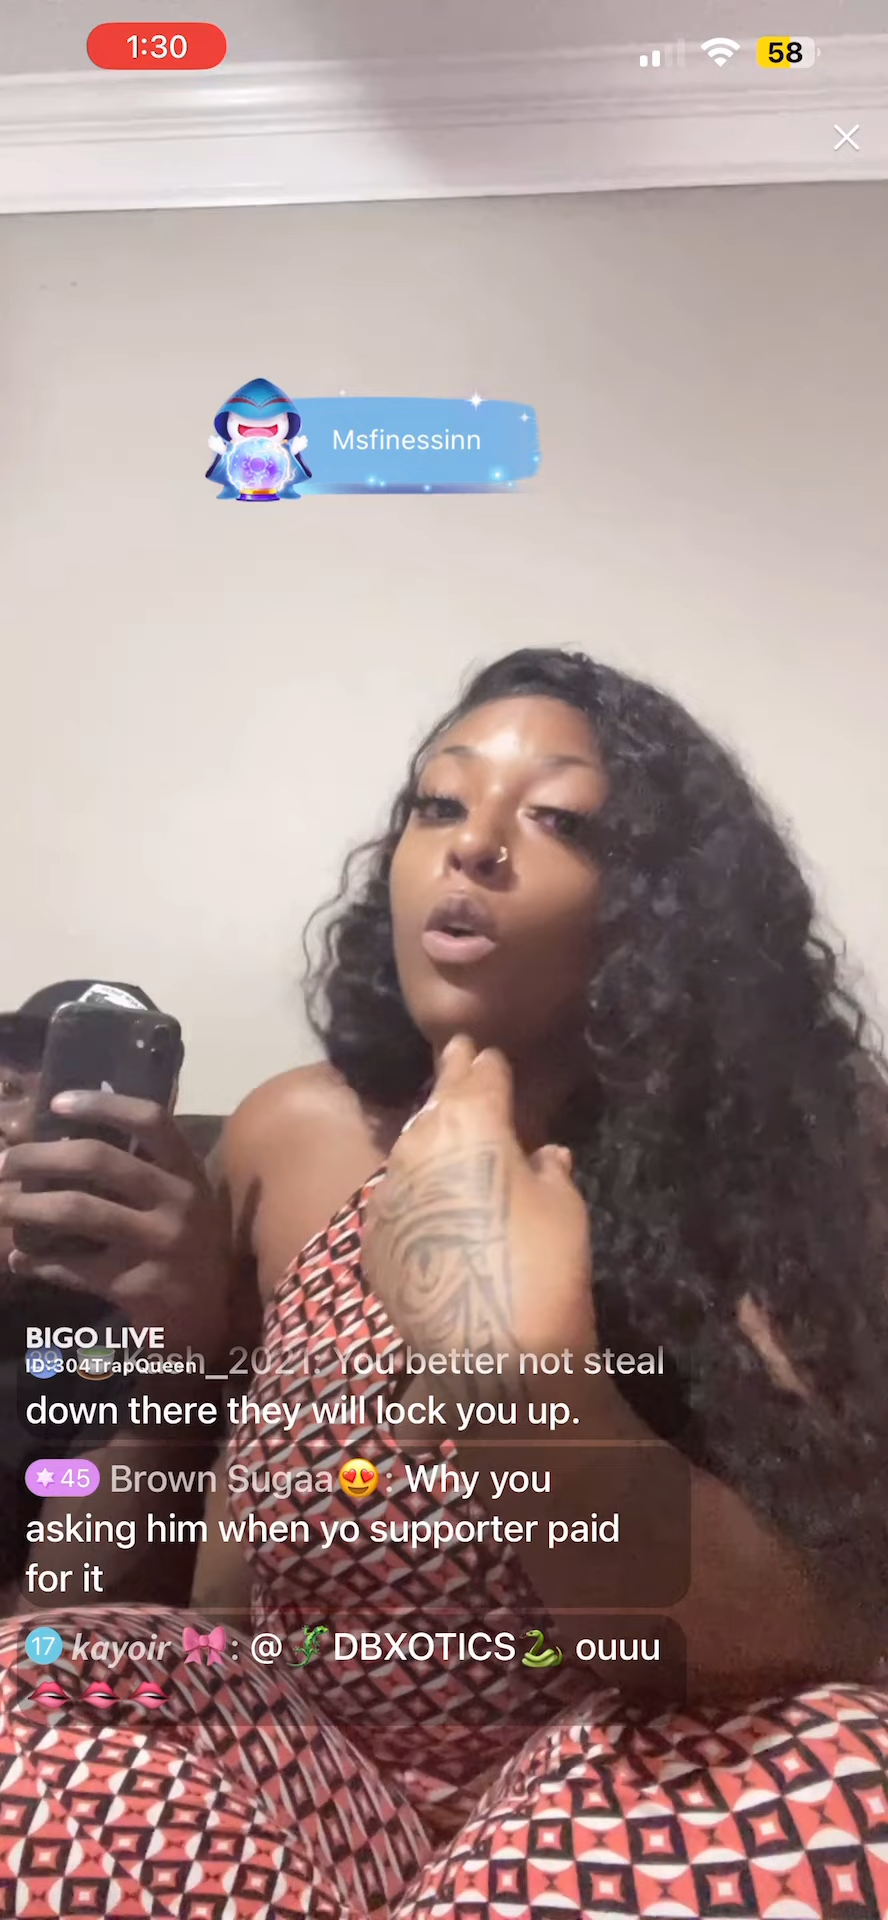 1:30
58
Msfinessinn
BIGO LIVE
ID:304TrapQueen
Kash_2021: You better not steal
down there they will lock you up.
45 Brown Sugaa😍: Why you
asking him when yo supporter paid
for it
17 kayoir 🎀: @🦎DBXOTICS🐍 ouuu
🫦🫦🫦